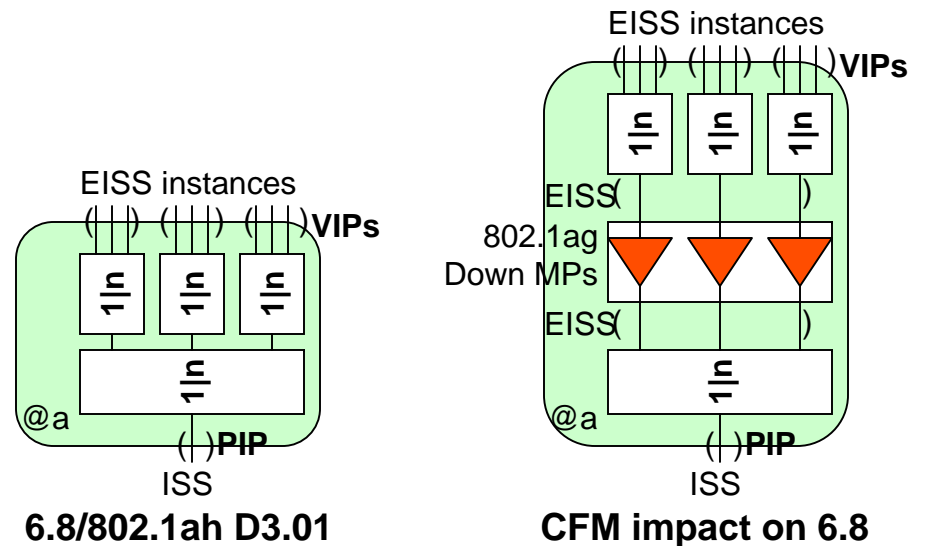 EISS instances
( ) ( ) ( ) VIPs
1|n 1|n 1|n
1|n
@a
( ) PIP
ISS
6.8/802.1ah D3.01
EISS instances
( ) ( ) ( ) VIPs
1|n 1|n 1|n
EISS( )
802.1ag
Down MPs
EISS( )
1|n
@a
( ) PIP
ISS
CFM impact on 6.8